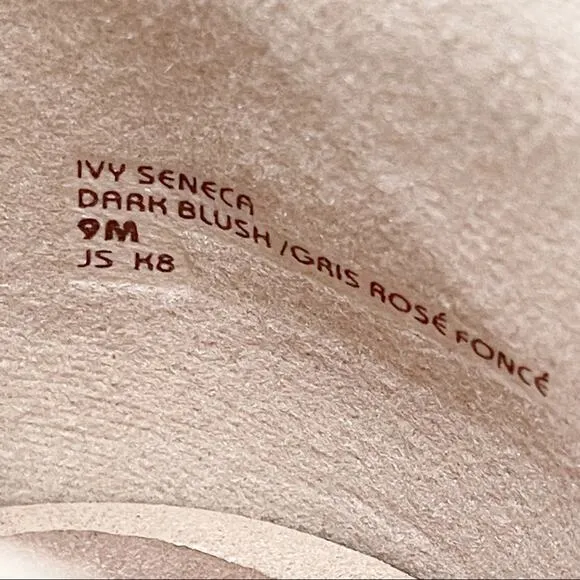 IVY SENECA
DARK BLUSH /GRIS ROSÉ FONCÉ
9M
JS K8